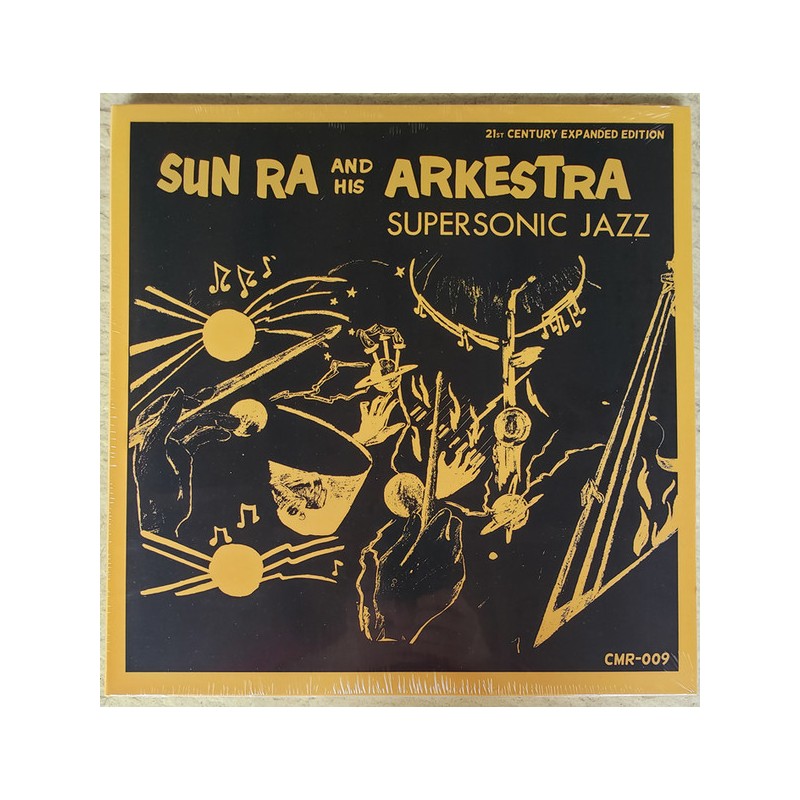 21ST CENTURY EXPANDED EDITION
SUN RA AND HIS ARKESTRA
SUPERSONIC JAZZ
CMR-009